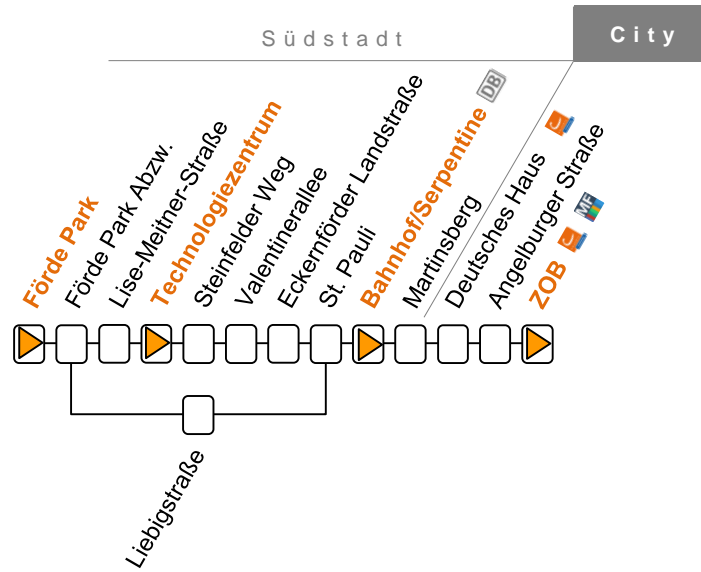 Südstadt
City
Förde Park
Förde Park Abzw.
Lise-Meitner-Straße
Technologiezentrum
Steinfelder Weg
Valentinerallee
Eckernförder Landstraße
St. Pauli
Bahnhof/Serpentine
DB
Martinsberg
Deutsches Haus
Angelburger Straße
ZOB
MF
Liebigstraße